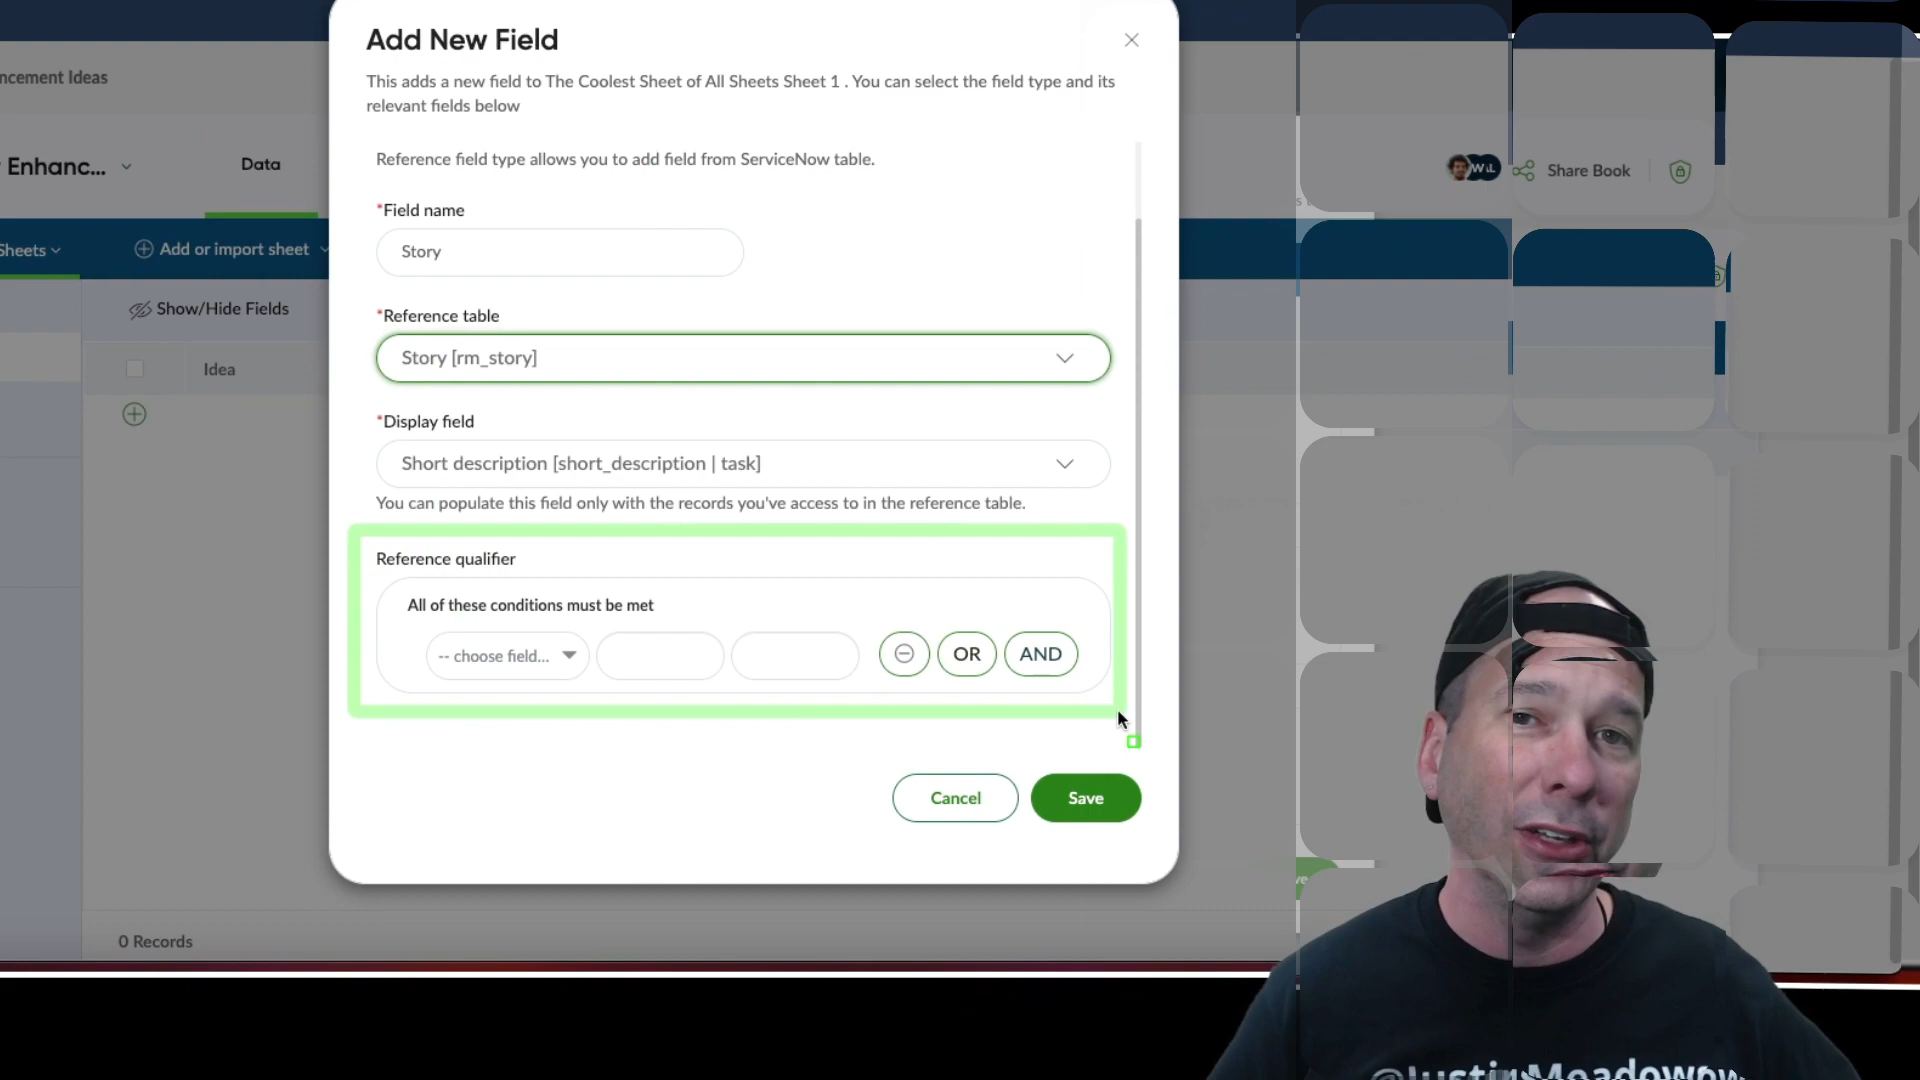 Add New Field
This adds a new field to The Coolest Sheet of All Sheets Sheet 1 . You can select the field type and its
relevant fields below
ncement Ideas
Enhanc...
Data
Share Book
Sheets
Add or import sheet
Show/Hide Fields
Idea
Reference field type allows you to add field from ServiceNow table.
*Field name
Story
*Reference table
Story [rm_story]
*Display field
Short description [short_description | task]
You can populate this field only with the records you've access to in the reference table.
Reference qualifier
All of these conditions must be met
-- choose field...
OR
AND
Cancel
Save
0 Records